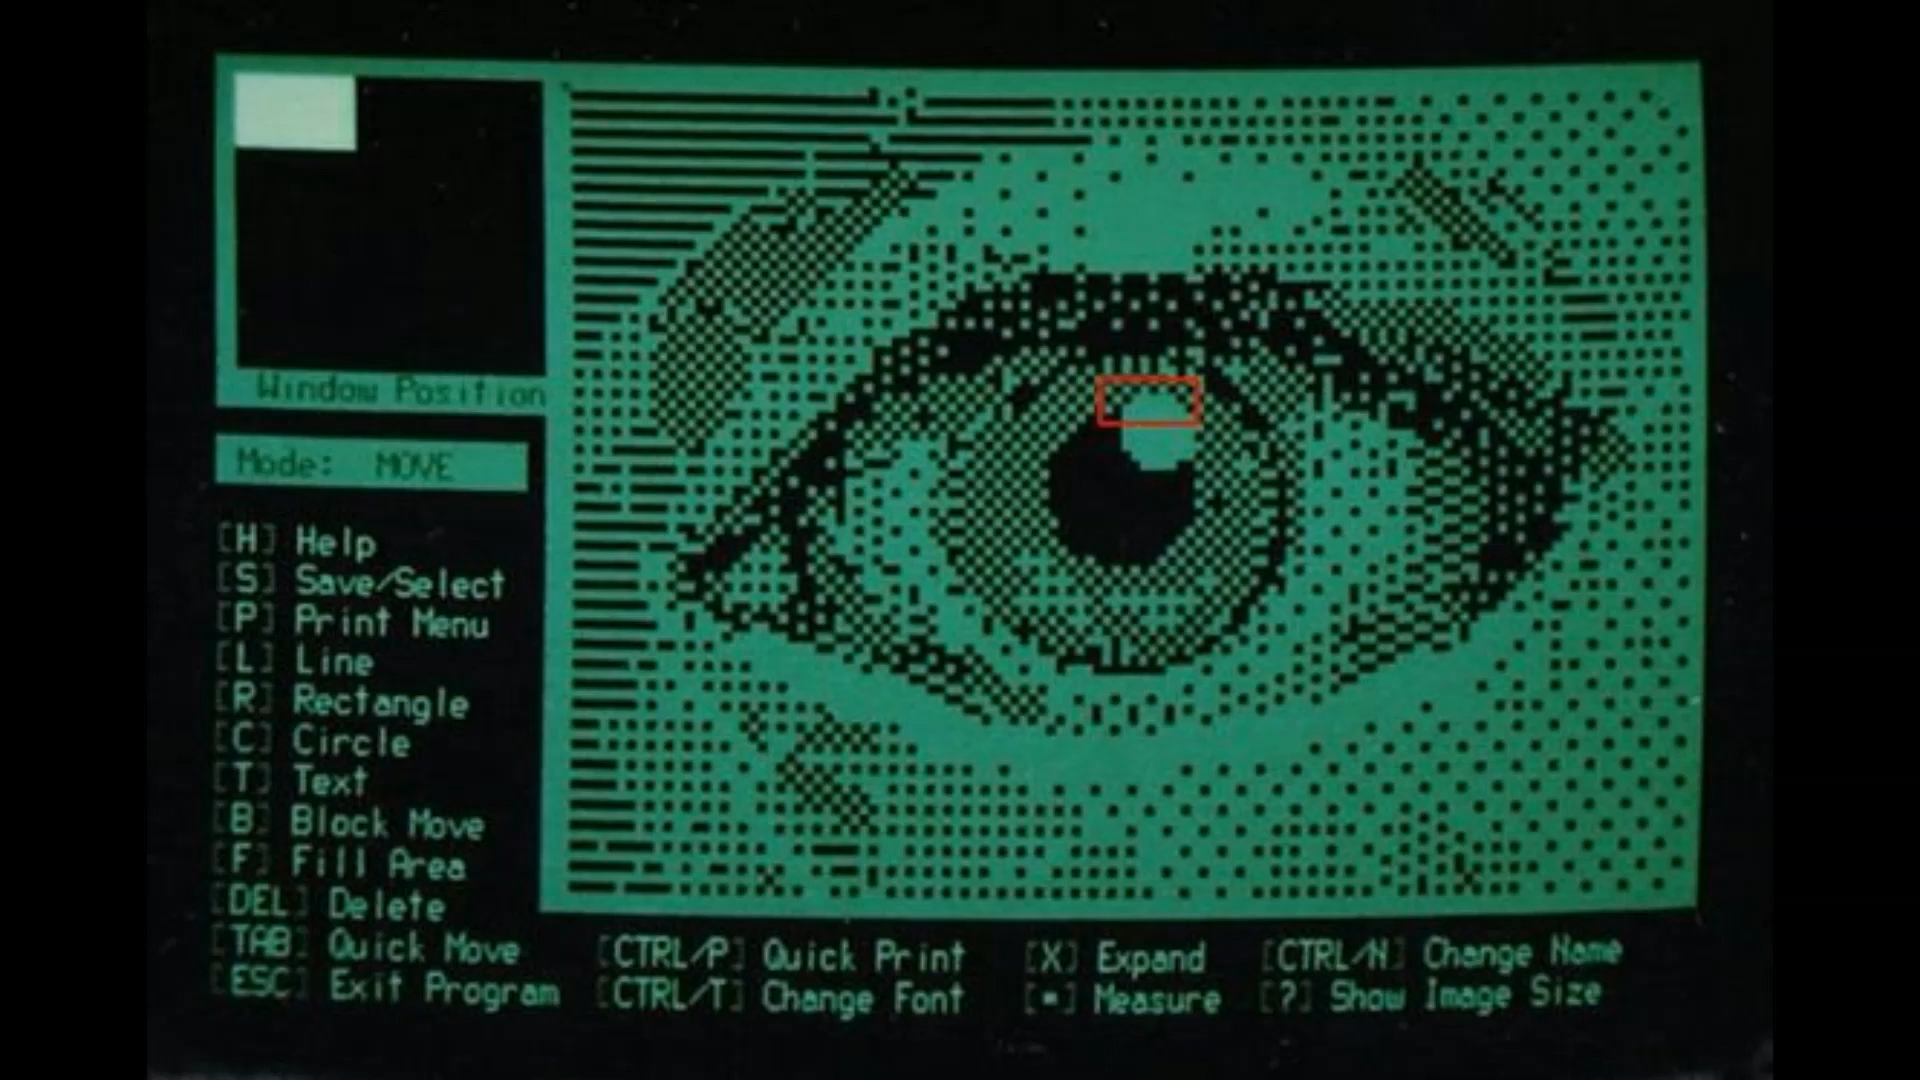 Window Position
Mode: MOVE
[H] Help
[S] Save/Select
[P] Print Menu
[L] Line
[R] Rectangle
[C] Circle
[T] Text
[B] Block Move
[F] Fill Area
[DEL] Delete
[TAB] Quick Move
[ESC] Exit Program
[CTRL/P] Quick Print
[X] Expand
[CTRL/N] Change Name
[CTRL/T] Change Font
[=] Measure
[?] Show Image Size